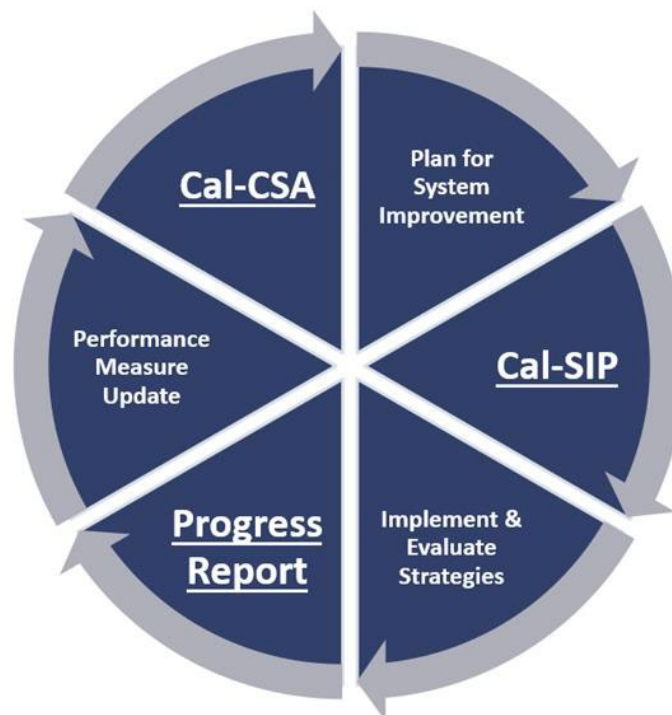 Cal-CSA
Plan for
System
Improvement
Cal-SIP
Implement &
Evaluate
Strategies
Progress
Report
Performance
Measure
Update